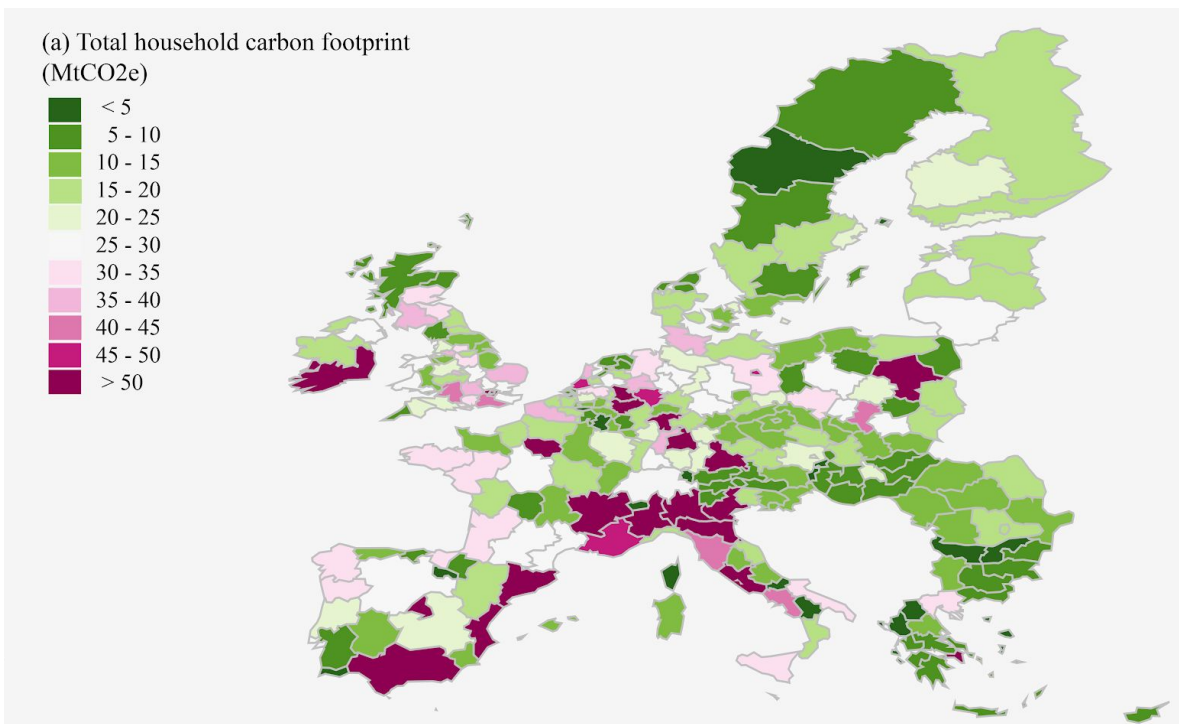 (a) Total household carbon footprint
(MtCO2e)
< 5
5 - 10
10 - 15
15 - 20
20 - 25
25 - 30
30 - 35
35 - 40
40 - 45
45 - 50
> 50